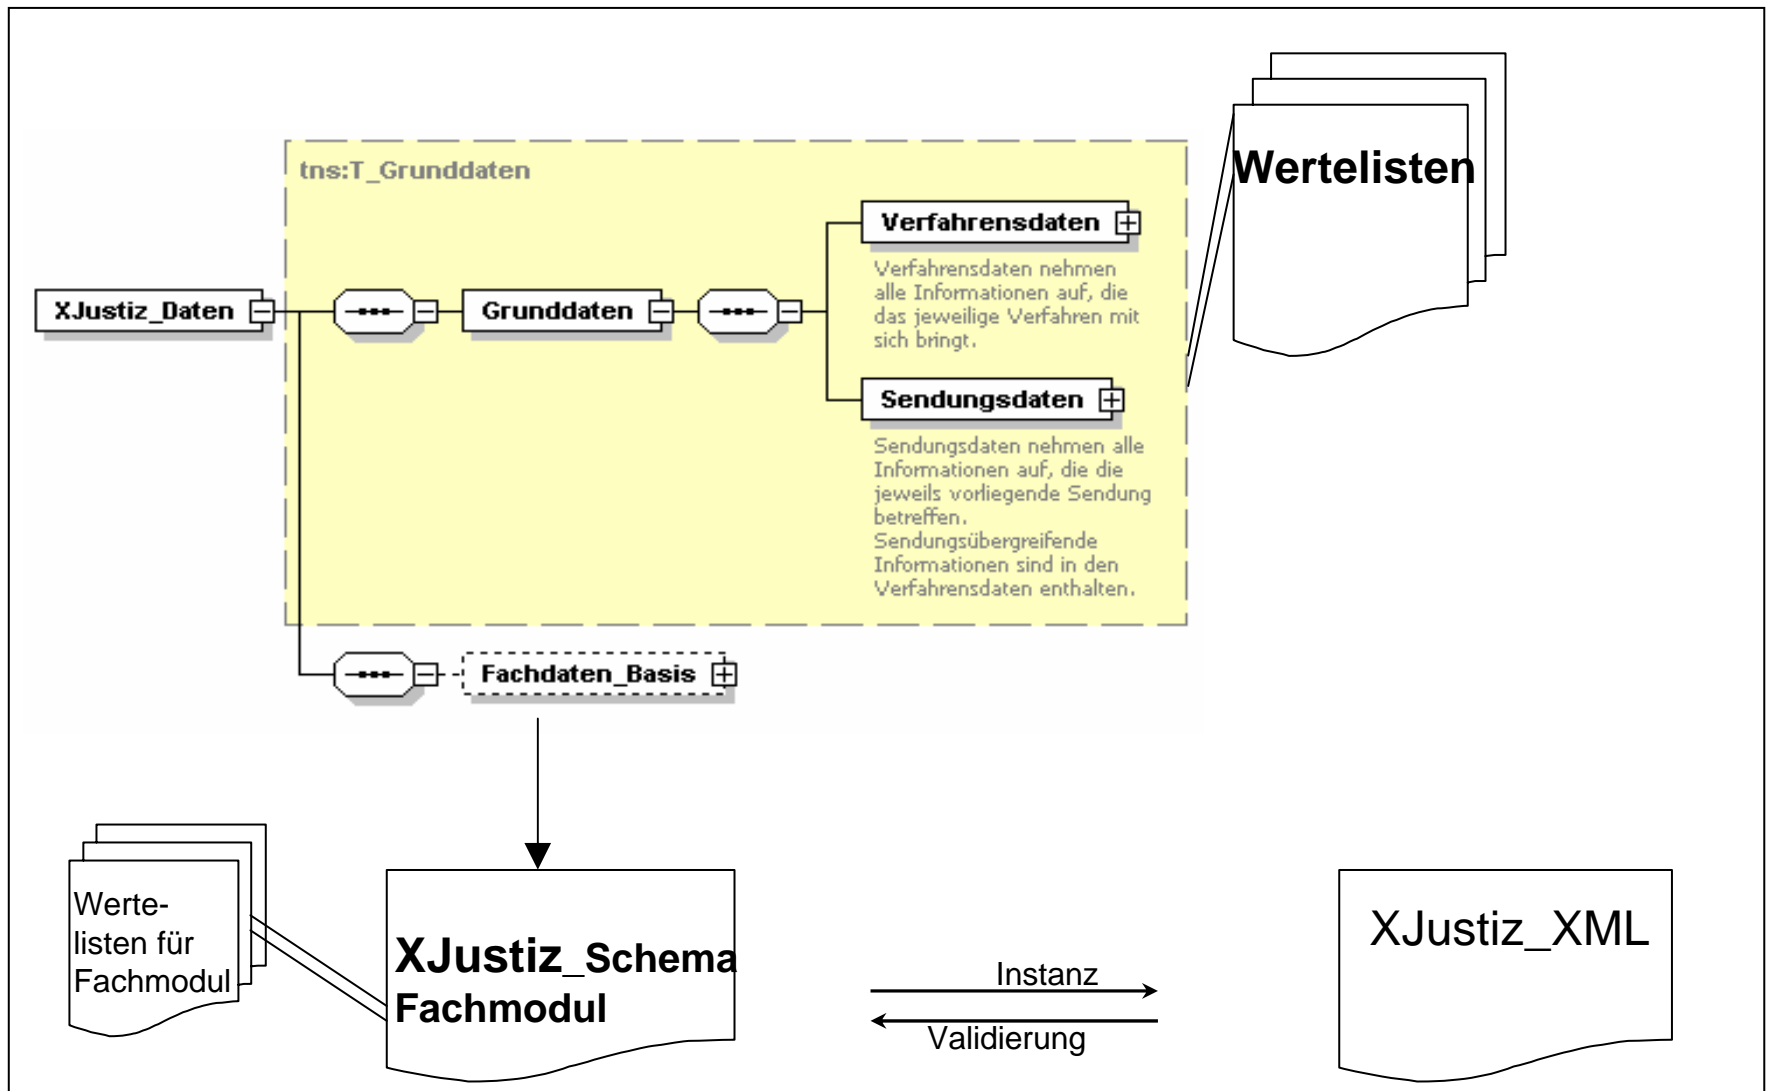 Wertelisten
tns:T_Grunddaten
Verfahrensdaten
Verfahrensdaten nehmen
alle Informationen auf, die
das jeweilige Verfahren mit
sich bringt.
XJustiz_Daten
Grunddaten
Sendungsdaten
Sendungsdaten nehmen alle
Informationen auf, die die
jeweils vorliegende Sendung
betreffen.
Sendungsübergreifende
Informationen sind in den
Verfahrensdaten enthalten.
Fachdaten_Basis
Werte-
listen für
Fachmodul
XJustiz_Schema
Fachmodul
Instanz
Validierung
XJustiz_XML